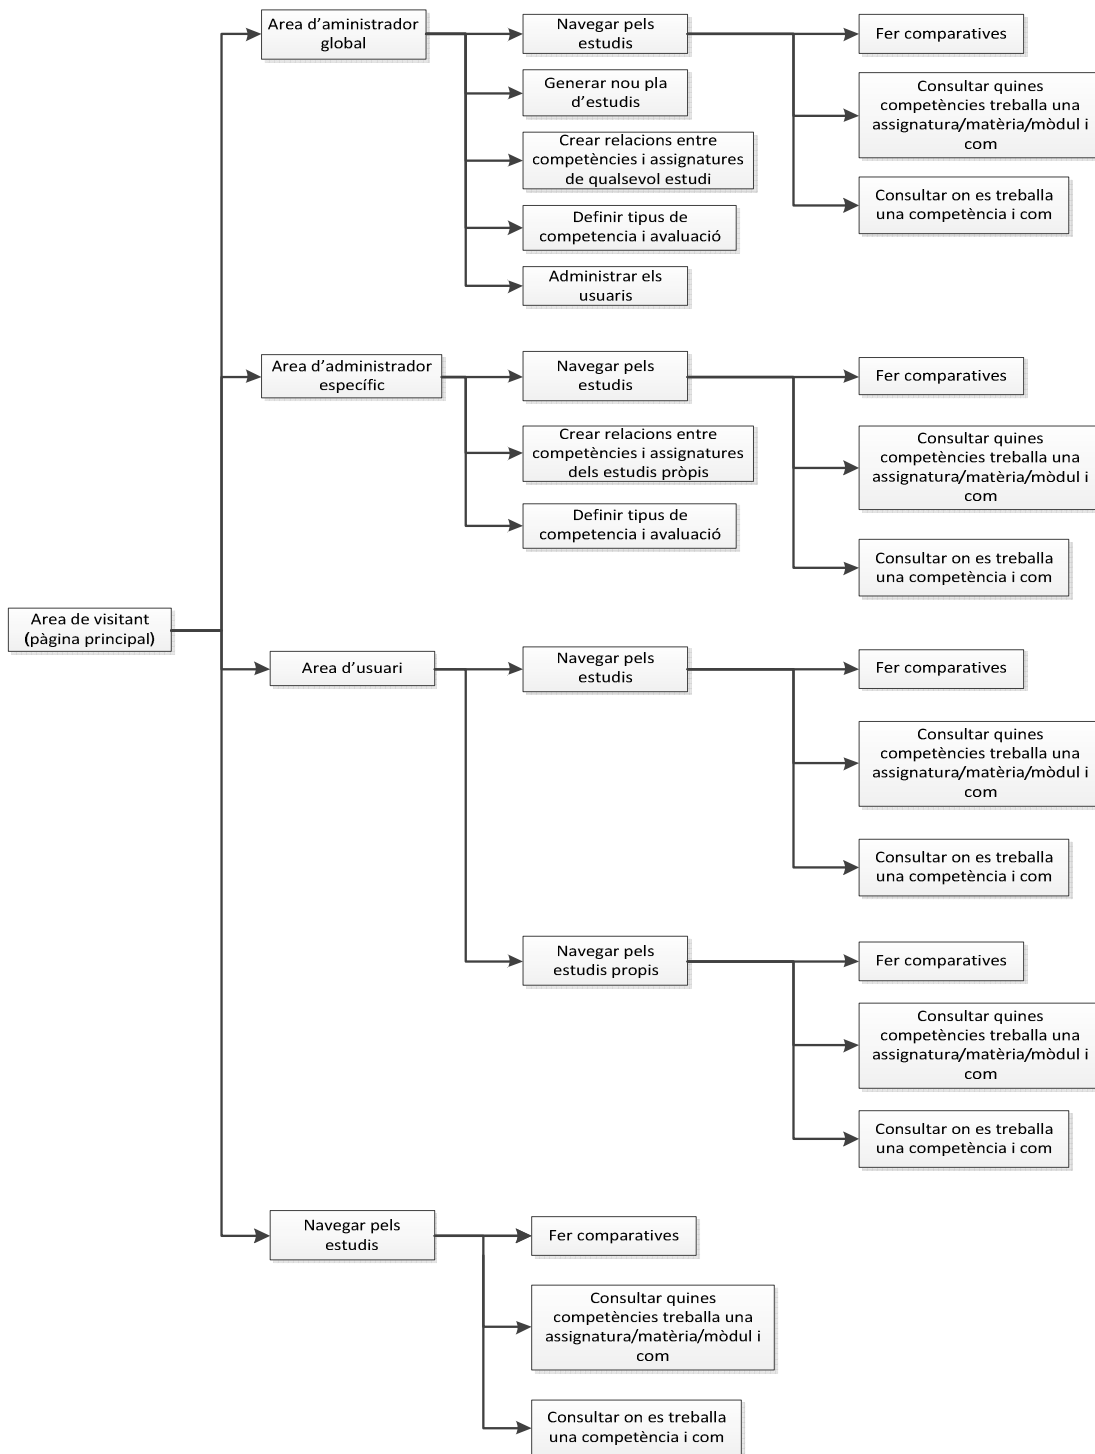 Area d’aministrador
global
Navegar pels
estudis
Fer comparatives
Generar nou pla
d’estudis
Consultar quines
competències treballa una
assignatura/matèria/mòdul i
com
Crear relacions entre
competències i assignatures
de qualsevol estudi
Consultar on es treballa
una competència i com
Definir tipus de
competencia i avaluació
Administrar els
usuaris
Area d’administrador
específic
Navegar pels
estudis
Fer comparatives
Crear relacions entre
competències i assignatures
dels estudis pròpis
Consultar quines
competències treballa una
assignatura/matèria/mòdul i
com
Definir tipus de
competencia i avaluació
Consultar on es treballa
una competència i com
Area de visitant
(pàgina principal)
Area d’usuari
Navegar pels
estudis
Fer comparatives
Consultar quines
competències treballa una
assignatura/matèria/mòdul i
com
Consultar on es treballa
una competència i com
Navegar pels
estudis propis
Fer comparatives
Consultar quines
competències treballa una
assignatura/matèria/mòdul i
com
Consultar on es treballa
una competència i com
Navegar pels
estudis
Fer comparatives
Consultar quines
competències treballa una
assignatura/matèria/mòdul i
com
Consultar on es treballa
una competència i com